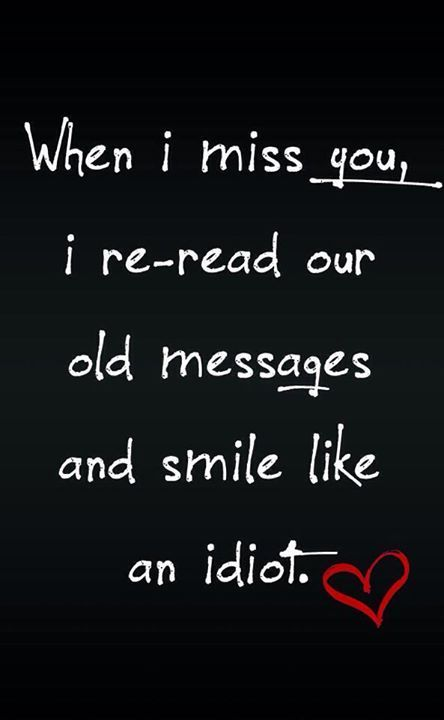 When i miss you,
i re-read our
old messages
and smile like
an idiot.